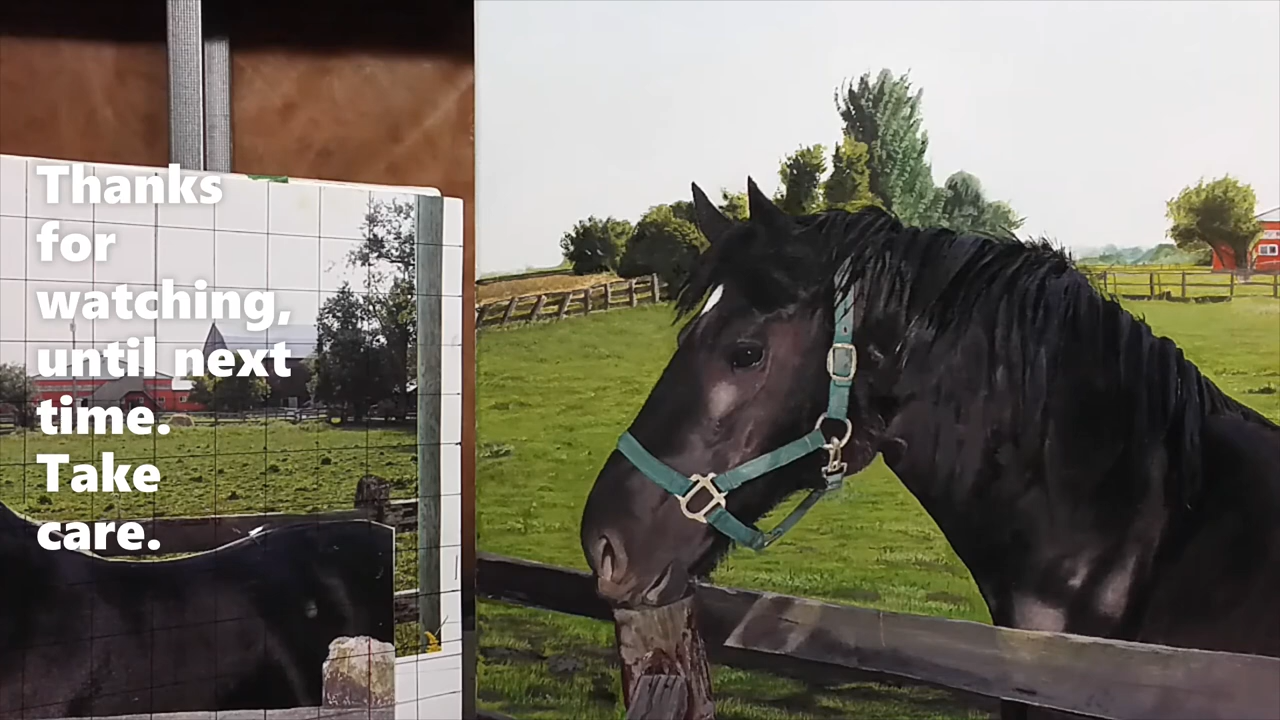 Thanks
for
watching,
until next
time.
Take
care.